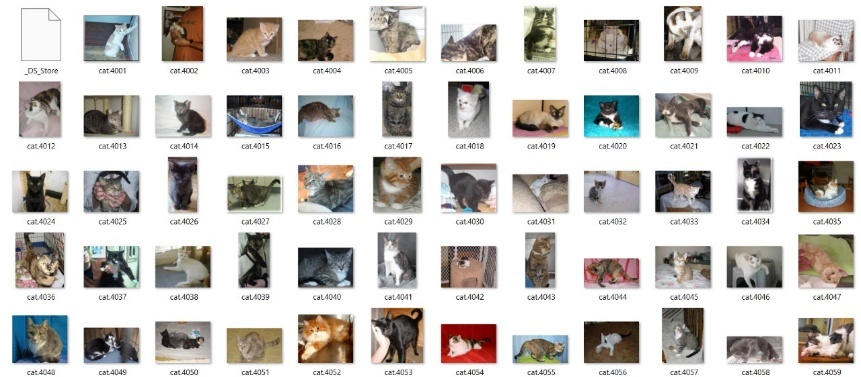 _DS_Store cat.4001 cat.4002 cat.4003 cat.4004 cat.4005 cat.4006 cat.4007 cat.4008 cat.4009 cat.4010 cat.4011
cat.4012 cat.4013 cat.4014 cat.4015 cat.4016 cat.4017 cat.4018 cat.4019 cat.4020 cat.4021 cat.4022 cat.4023
cat.4024 cat.4025 cat.4026 cat.4027 cat.4028 cat.4029 cat.4030 cat.4031 cat.4032 cat.4033 cat.4034 cat.4035
cat.4036 cat.4037 cat.4038 cat.4039 cat.4040 cat.4041 cat.4042 cat.4043 cat.4044 cat.4045 cat.4046 cat.4047
cat.4048 cat.4049 cat.4050 cat.4051 cat.4052 cat.4053 cat.4054 cat.4055 cat.4056 cat.4057 cat.4058 cat.4059